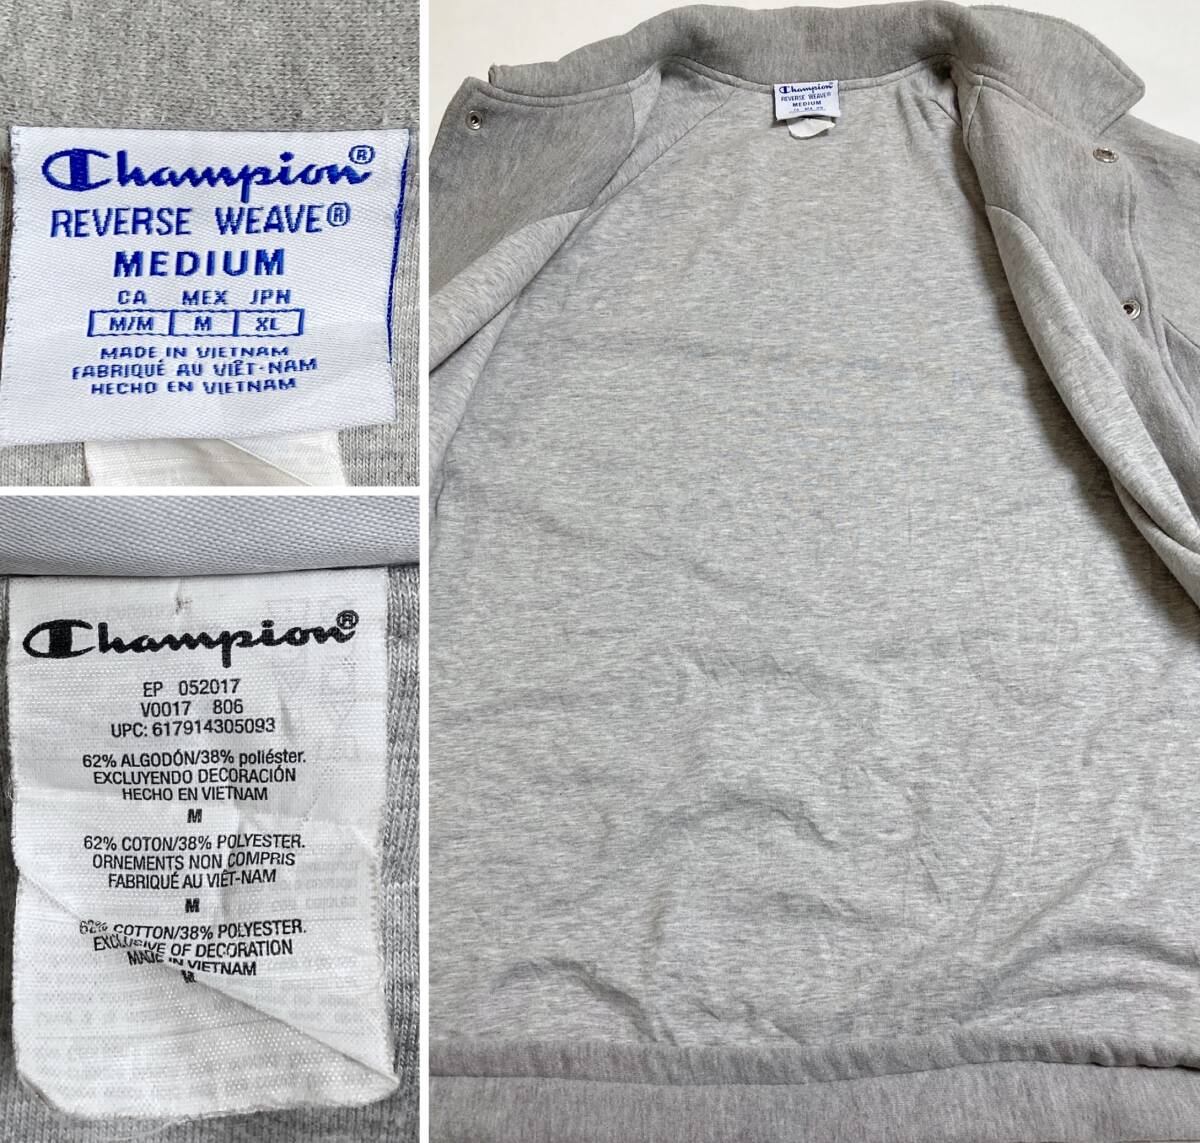 Champion®
REVERSE WEAVE®
MEDIUM
CA MEX JPN
M/M M XL
MADE IN VIETNAM
FABRIQUÉ AU VIÊT-NAM
HECHO EN VIETNAM
Champion®
EP 052017
V0017 806
UPC: 617914305093
62% ALGODÓN/38% poliéster.
EXCLUYENDO DECORACIÓN
HECHO EN VIETNAM
M
62% COTON/38% POLYESTER.
ORNEMENTS NON COMPRIS
FABRIQUÉ AU VIÊT-NAM
M
62% COTTON/38% POLYESTER.
EXCLUSIVE OF DECORATION
MADE IN VIETNAM
M
Champion
REVERSE WEAVE®
MEDIUM
CA MEX JPN